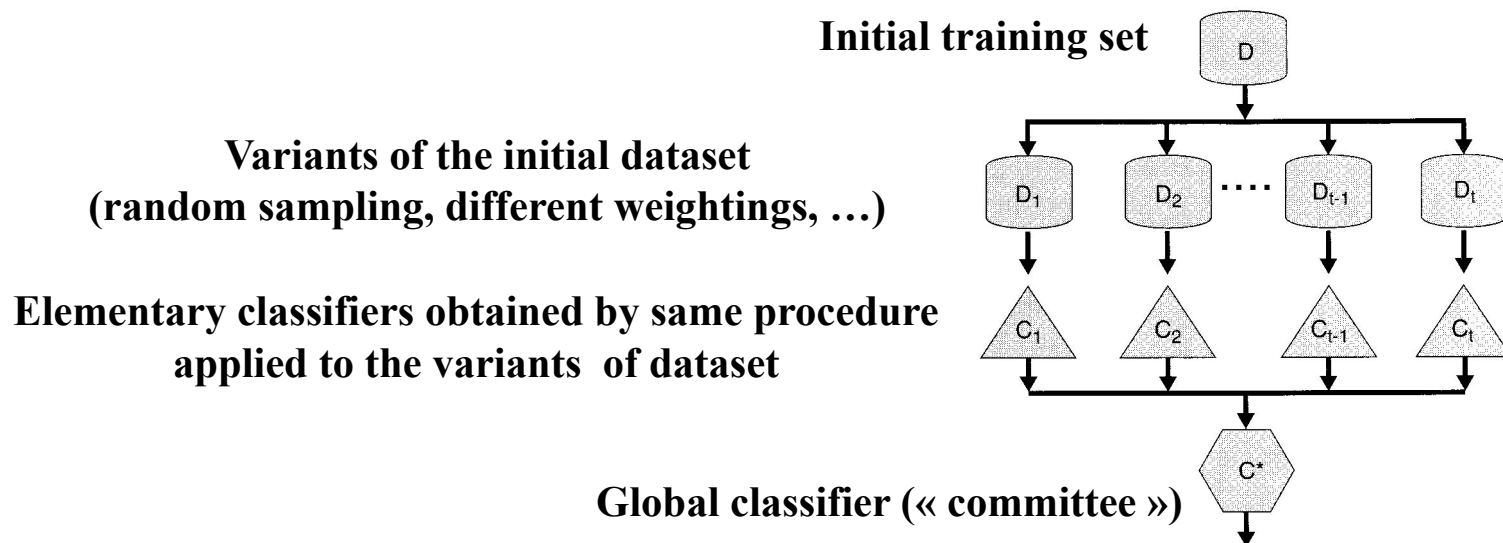 Initial training set
D
Variants of the initial dataset
(random sampling, different weightings, …)
D₁ D₂ .... Dₜ₋₁ Dₜ
Elementary classifiers obtained by same procedure
applied to the variants of dataset
C₁ C₂ Cₜ₋₁ Cₜ
C*
Global classifier (« committee »)